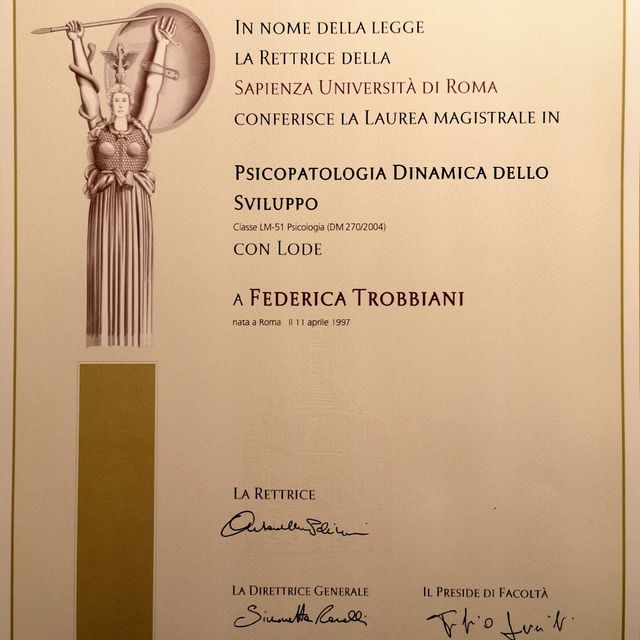 In nome della legge
la Rettrice della
Sapienza Università di Roma
conferisce la Laurea magistrale in
Psicopatologia Dinamica dello
Sviluppo
Classe LM-51 Psicologia (DM 270/2004)
con Lode
a Federica Trobbiani
nata a Roma il 11 aprile 1997
La Rettrice
La Direttrice Generale Il Preside di Facoltà
Simonetta Ranalli